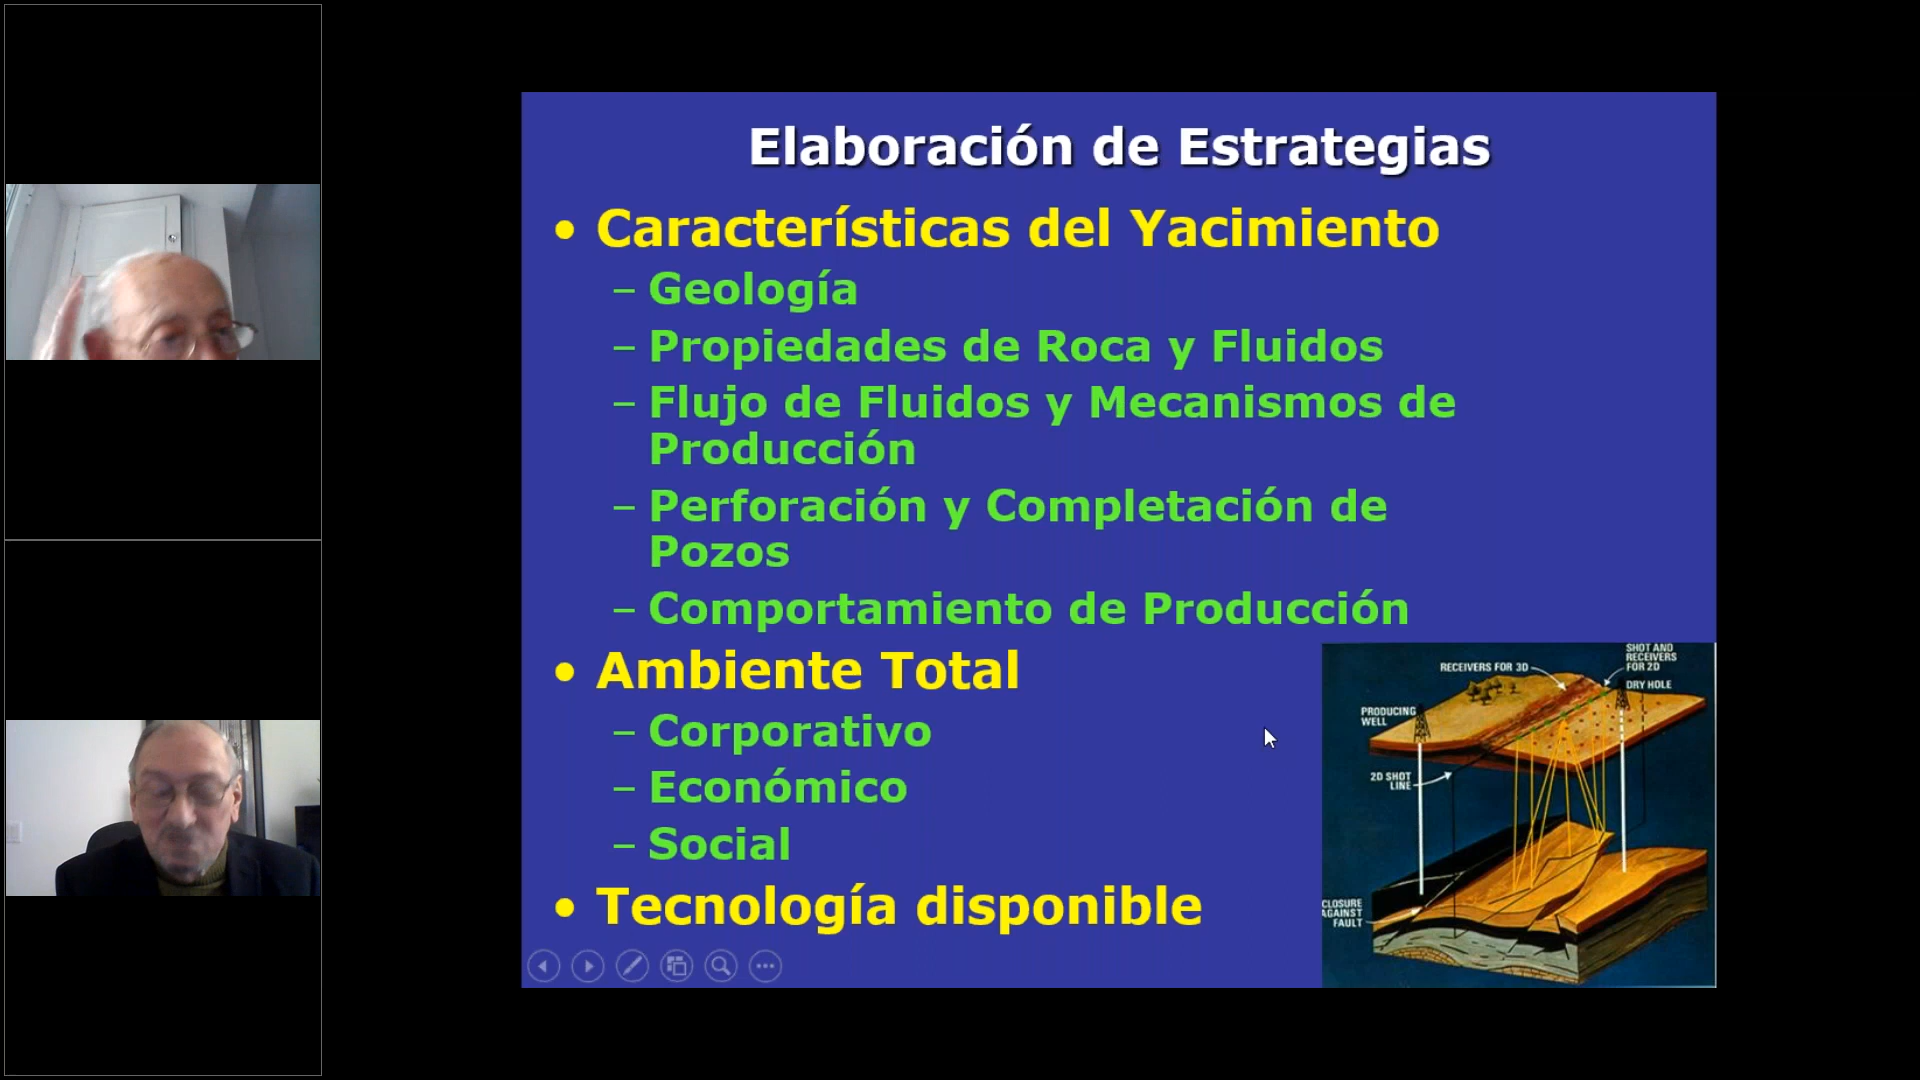 Elaboración de Estrategias
• Características del Yacimiento
– Geología
– Propiedades de Roca y Fluidos
– Flujo de Fluidos y Mecanismos de
Producción
– Perforación y Completación de
Pozos
– Comportamiento de Producción
• Ambiente Total
– Corporativo
– Económico
– Social
• Tecnología disponible
SHOT AND
RECEIVERS
FOR 2D
RECEIVERS FOR 3D
DRY HOLE
PRODUCING
WELL
2D SHOT
LINE
CLOSURE
AGAINST
FAULT